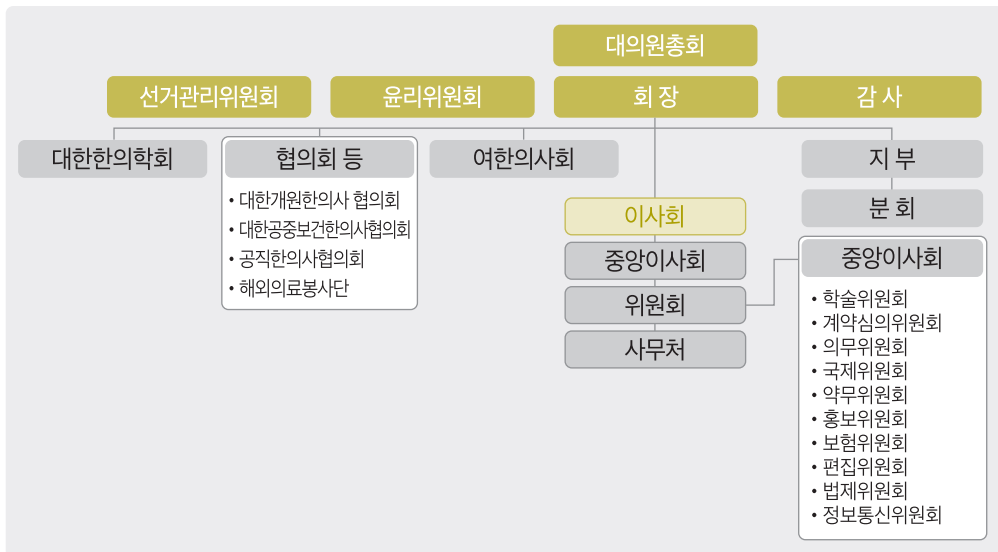 대의원총회
선거관리위원회
윤리위원회
회 장
감 사
대한한의학회
협의회 등
• 대한개원한의사 협의회
• 대한공중보건한의사협의회
• 공직한의사협의회
• 해외의료봉사단
여한의사회
지 부
분 회
이사회
중앙이사회
위원회
사무처
중앙이사회
• 학술위원회
• 계약심의위원회
• 의무위원회
• 국제위원회
• 약무위원회
• 홍보위원회
• 보험위원회
• 편집위원회
• 법제위원회
• 정보통신위원회